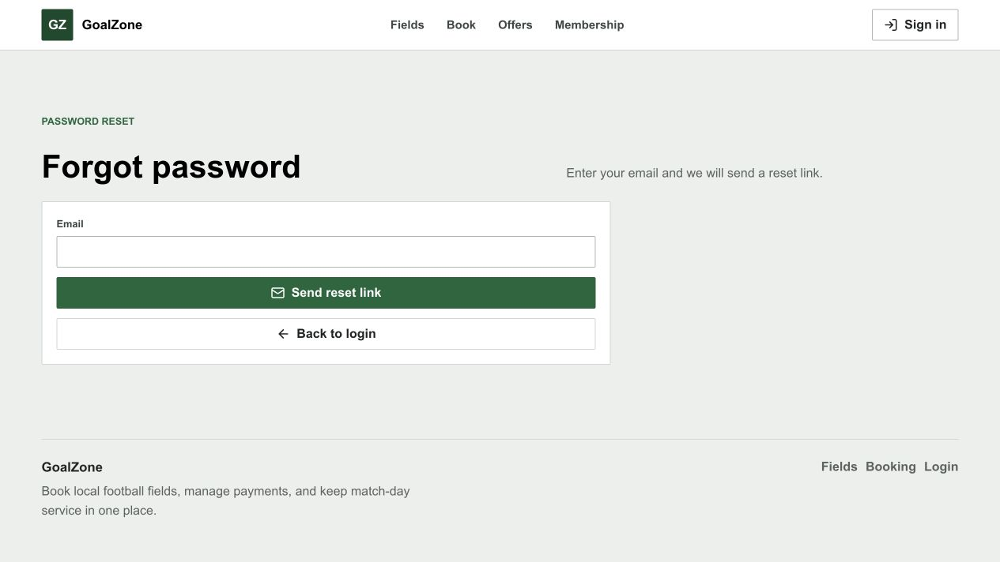 GZ GoalZone Fields Book Offers Membership Sign in
PASSWORD RESET
Forgot password
Enter your email and we will send a reset link.
Email
Send reset link
Back to login
GoalZone
Fields Booking Login
Book local football fields, manage payments, and keep match-day
service in one place.